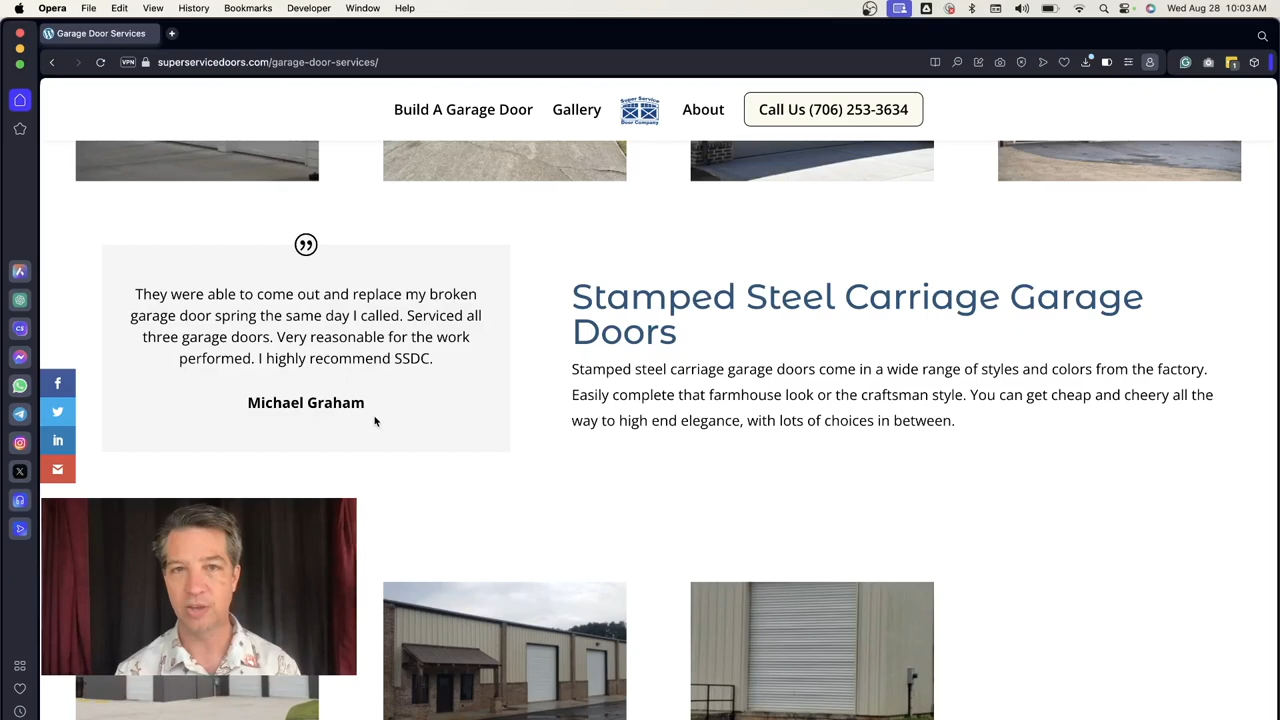 Opera File Edit View History Bookmarks Developer Window Help Wed Aug 28 10:03 AM
Garage Door Services
VPN superservicedoors.com/garage-door-services/
Build A Garage Door Gallery Super Service Door Company About Call Us (706) 253-3634
They were able to come out and replace my broken
garage door spring the same day I called. Serviced all
three garage doors. Very reasonable for the work
performed. I highly recommend SSDC.
Michael Graham
Stamped Steel Carriage Garage
Doors
Stamped steel carriage garage doors come in a wide range of styles and colors from the factory.
Easily complete that farmhouse look or the craftsman style. You can get cheap and cheery all the
way to high end elegance, with lots of choices in between.